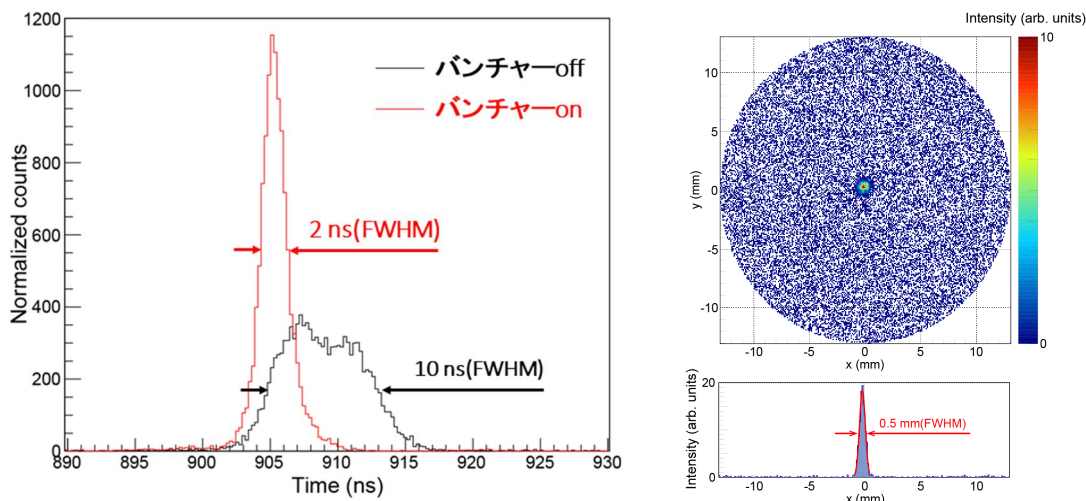 1200
1000
800
600
400
200
0
Normalized counts
バンチャーoff
バンチャーon
2 ns(FWHM)
10 ns(FWHM)
890 895 900 905 910 915 920 925 930
Time (ns)
Intensity (arb. units)
10
0
10
5
0
-5
-10
y (mm)
-10 -5 0 5 10
x (mm)
20
10
0
Intensity (arb. units)
0.5 mm(FWHM)
-10 -5 0 5 10
x (mm)